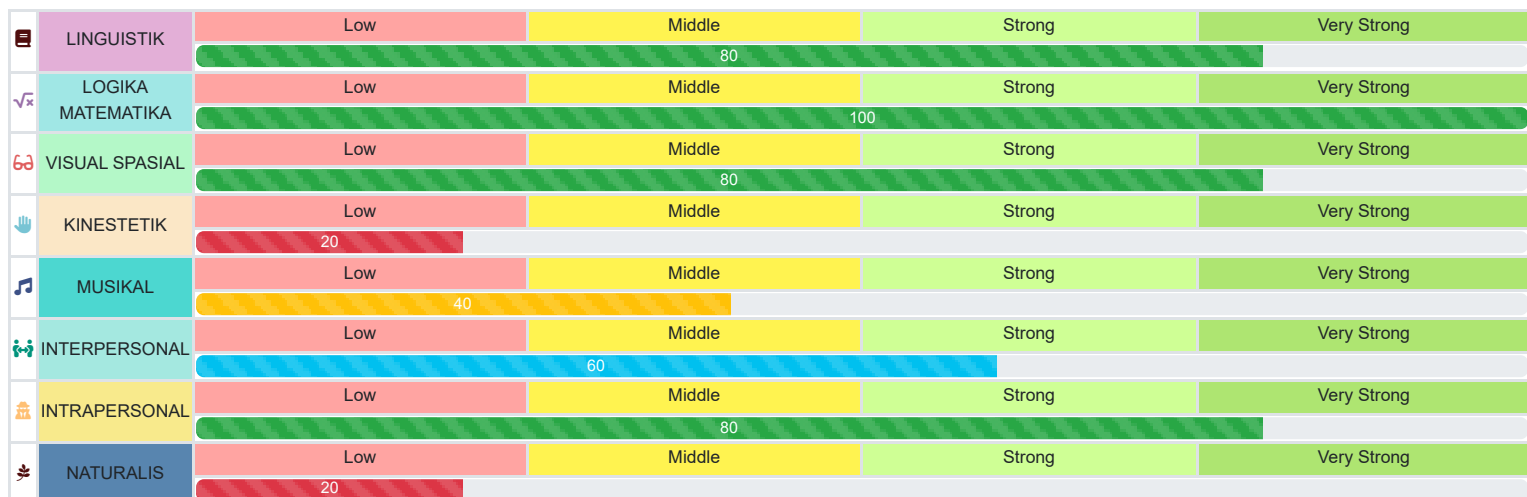 Low Middle Strong Very Strong
LINGUISTIK
80
Low Middle Strong Very Strong
LOGIKA
MATEMATIKA
100
Low Middle Strong Very Strong
VISUAL SPASIAL
80
Low Middle Strong Very Strong
KINESTETIK
20
Low Middle Strong Very Strong
MUSIKAL
40
Low Middle Strong Very Strong
INTERPERSONAL
60
Low Middle Strong Very Strong
INTRAPERSONAL
80
Low Middle Strong Very Strong
NATURALIS
20